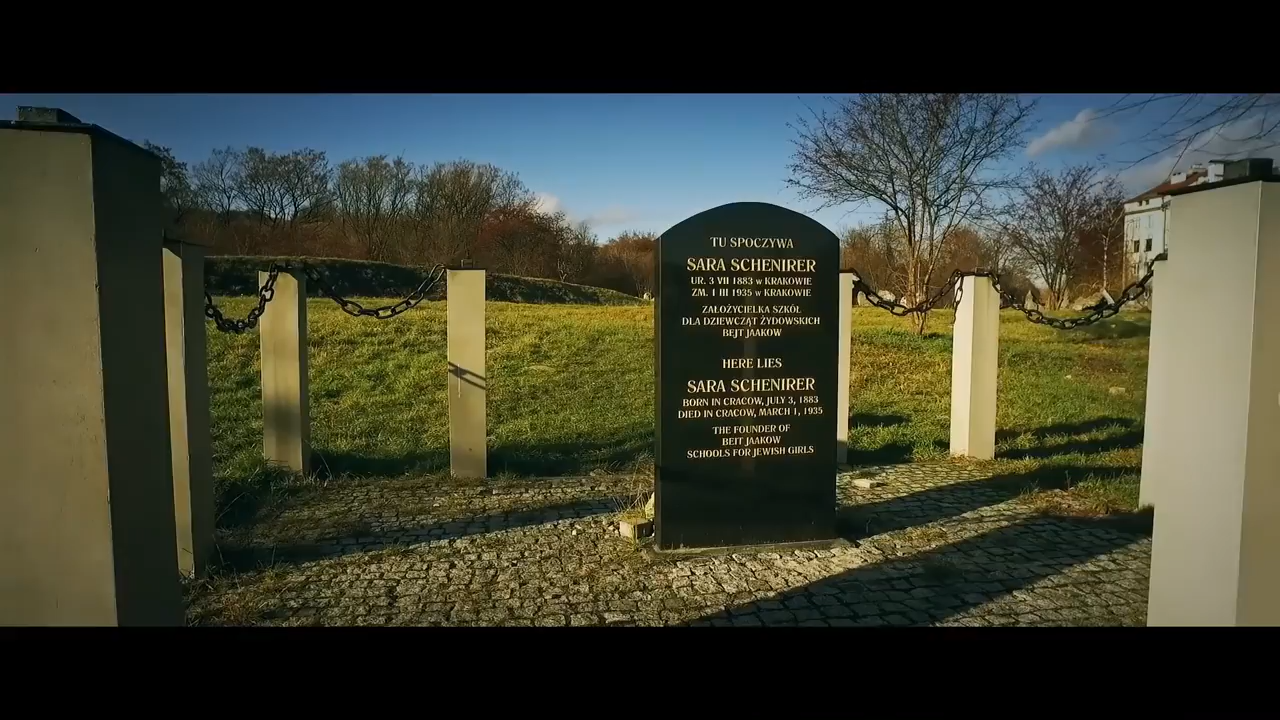 TU SPOCZYWA
SARA SCHENIRER
UR. 3 VII 1883 w KRAKOWIE
ZM. 1 III 1935 w KRAKOWIE
ZAŁOŻYCIELKA SZKÓŁ
DLA DZIEWCZĄT ŻYDOWSKICH
BEJT JAAKOW
HERE LIES
SARA SCHENIRER
BORN IN CRACOW, JULY 3, 1883
DIED IN CRACOW, MARCH 1, 1935
THE FOUNDER OF
BEIT JAAKOW
SCHOOLS FOR JEWISH GIRLS